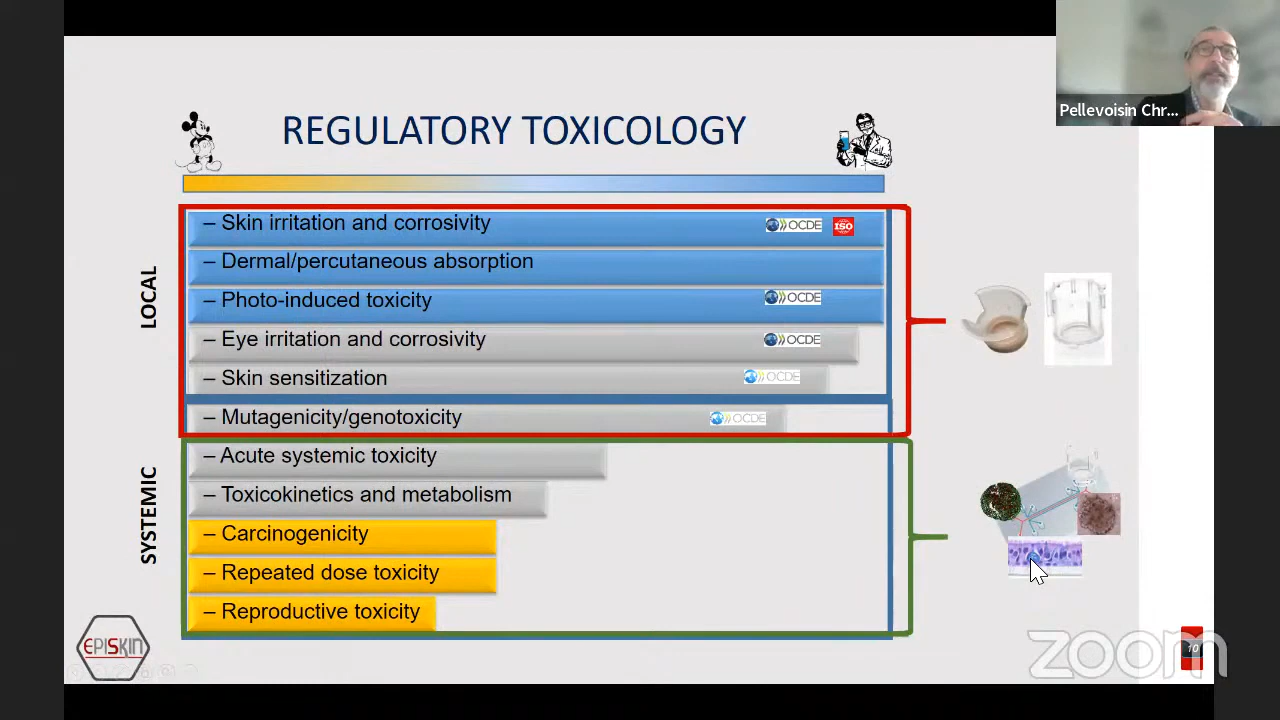 Pellevoisin Chr...
REGULATORY TOXICOLOGY
LOCAL
– Skin irritation and corrosivity
OCDE
ISO
– Dermal/percutaneous absorption
– Photo-induced toxicity
OCDE
– Eye irritation and corrosivity
OCDE
– Skin sensitization
OCDE
– Mutagenicity/genotoxicity
OCDE
SYSTEMIC
– Acute systemic toxicity
– Toxicokinetics and metabolism
– Carcinogenicity
– Repeated dose toxicity
– Reproductive toxicity
EPISKIN
zoom
10